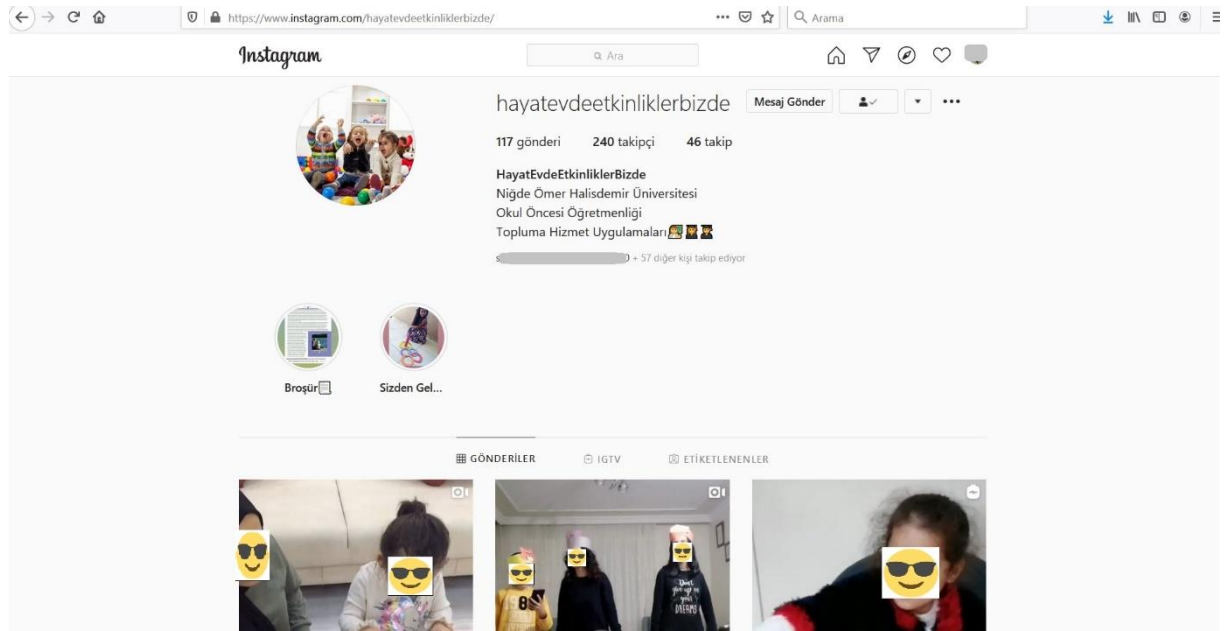 https://www.instagram.com/hayatevdeetkinliklerbizde/
Arama
Instagram
Ara
hayatevdeetkinliklerbizde
Mesaj Gönder
117 gönderi 240 takipçi 46 takip
HayatEvdeEtkinliklerBizde
Niğde Ömer Halisdemir Üniversitesi
Okul Öncesi Öğretmenliği
Topluma Hizmet Uygulamaları
+ 57 diğer kişi takip ediyor
Broşür
Sizden Gel...
GÖNDERİLER
IGTV
ETİKETLENENLER
DREAMS